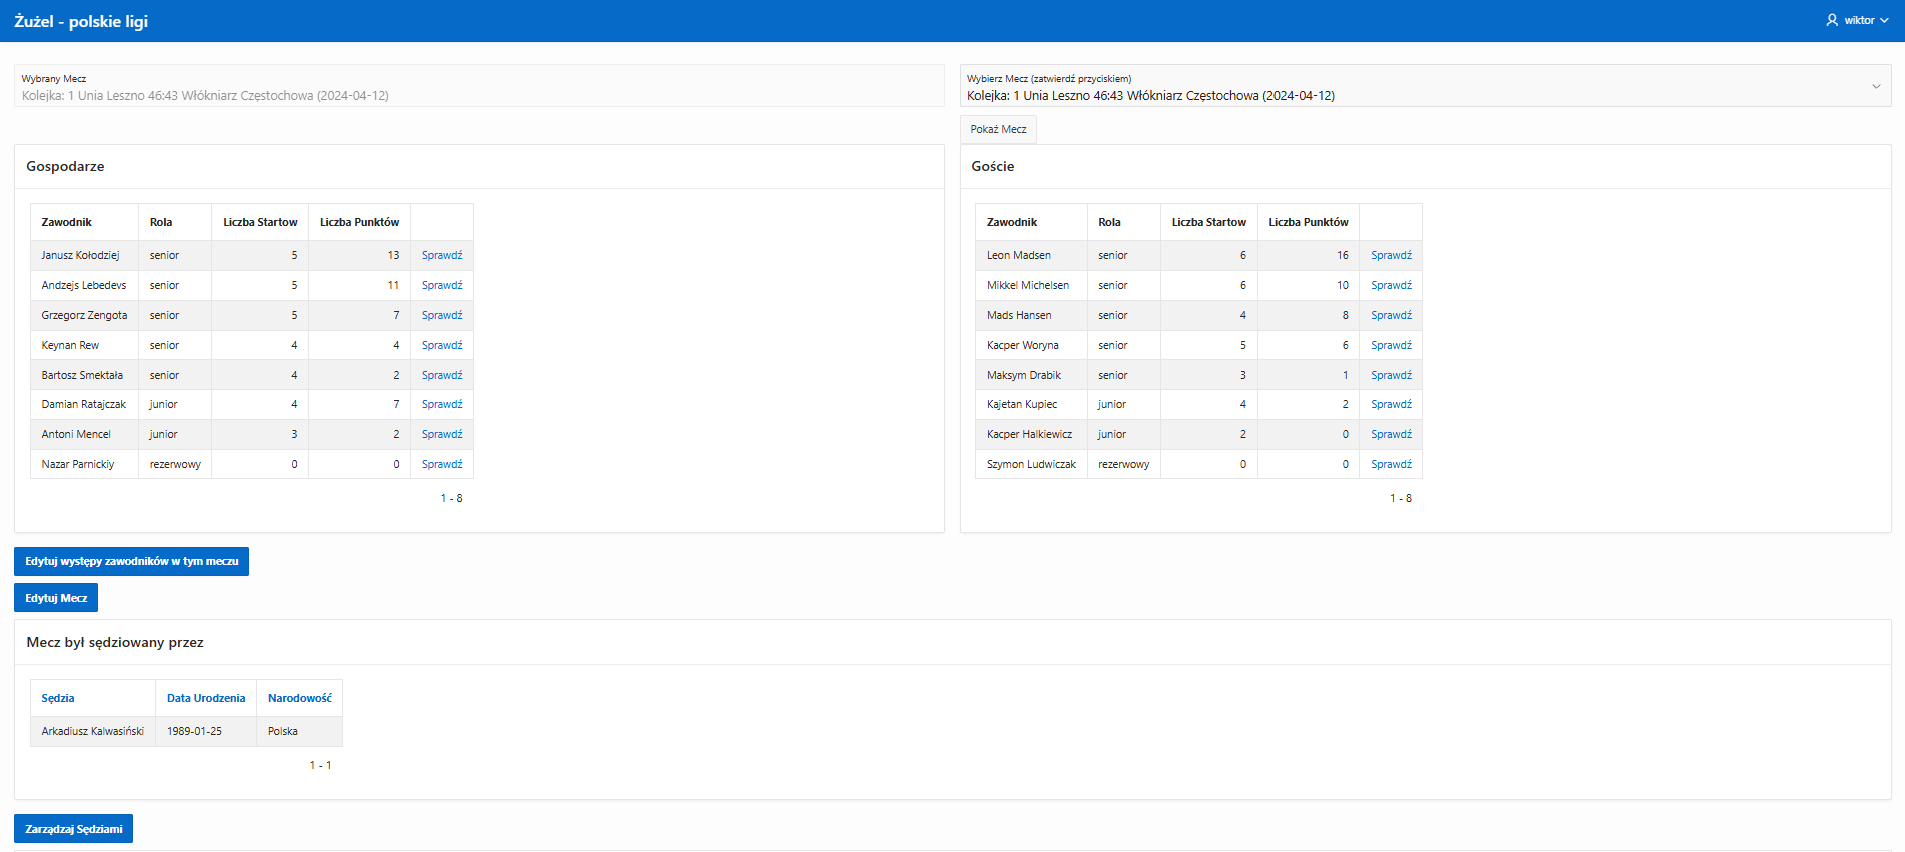 Żużel - polskie ligi
wiktor
Wybrany Mecz
Kolejka: 1 Unia Leszno 46:43 Włókniarz Częstochowa (2024-04-12)
Wybierz Mecz (zatwierdź przyciskiem)
Kolejka: 1 Unia Leszno 46:43 Włókniarz Częstochowa (2024-04-12)
Pokaż Mecz
Gospodarze
Zawodnik Rola Liczba Startow Liczba Punktów
Janusz Kołodziej senior 5 13 Sprawdź
Andzejs Lebedevs senior 5 11 Sprawdź
Grzegorz Zengota senior 5 7 Sprawdź
Keynan Rew senior 4 4 Sprawdź
Bartosz Smektała senior 4 2 Sprawdź
Damian Ratajczak junior 4 7 Sprawdź
Antoni Mencel junior 3 2 Sprawdź
Nazar Parnickiy rezerwowy 0 0 Sprawdź
1 - 8
Goście
Zawodnik Rola Liczba Startow Liczba Punktów
Leon Madsen senior 6 16 Sprawdź
Mikkel Michelsen senior 6 10 Sprawdź
Mads Hansen senior 4 8 Sprawdź
Kacper Woryna senior 5 6 Sprawdź
Maksym Drabik senior 3 1 Sprawdź
Kajetan Kupiec junior 4 2 Sprawdź
Kacper Halkiewicz junior 2 0 Sprawdź
Szymon Ludwiczak rezerwowy 0 0 Sprawdź
1 - 8
Edytuj występy zawodników w tym meczu
Edytuj Mecz
Mecz był sędziowany przez
Sędzia Data Urodzenia Narodowość
Arkadiusz Kalwasiński 1989-01-25 Polska
1 - 1
Zarządzaj Sędziami